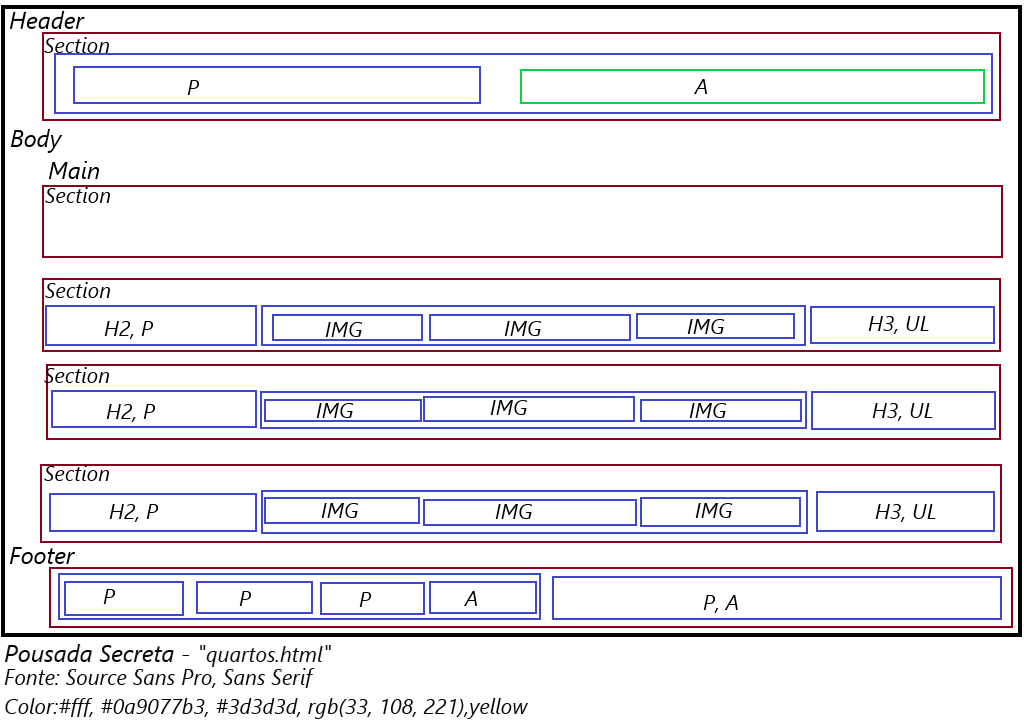 Header
Section
P A
Body
Main
Section
Section
H2, P IMG IMG IMG H3, UL
Section
H2, P IMG IMG IMG H3, UL
Section
H2, P IMG IMG IMG H3, UL
Footer
P P P A P, A
Pousada Secreta - "quartos.html"
Fonte: Source Sans Pro, Sans Serif
Color:#fff, #0a9077b3, #3d3d3d, rgb(33, 108, 221),yellow